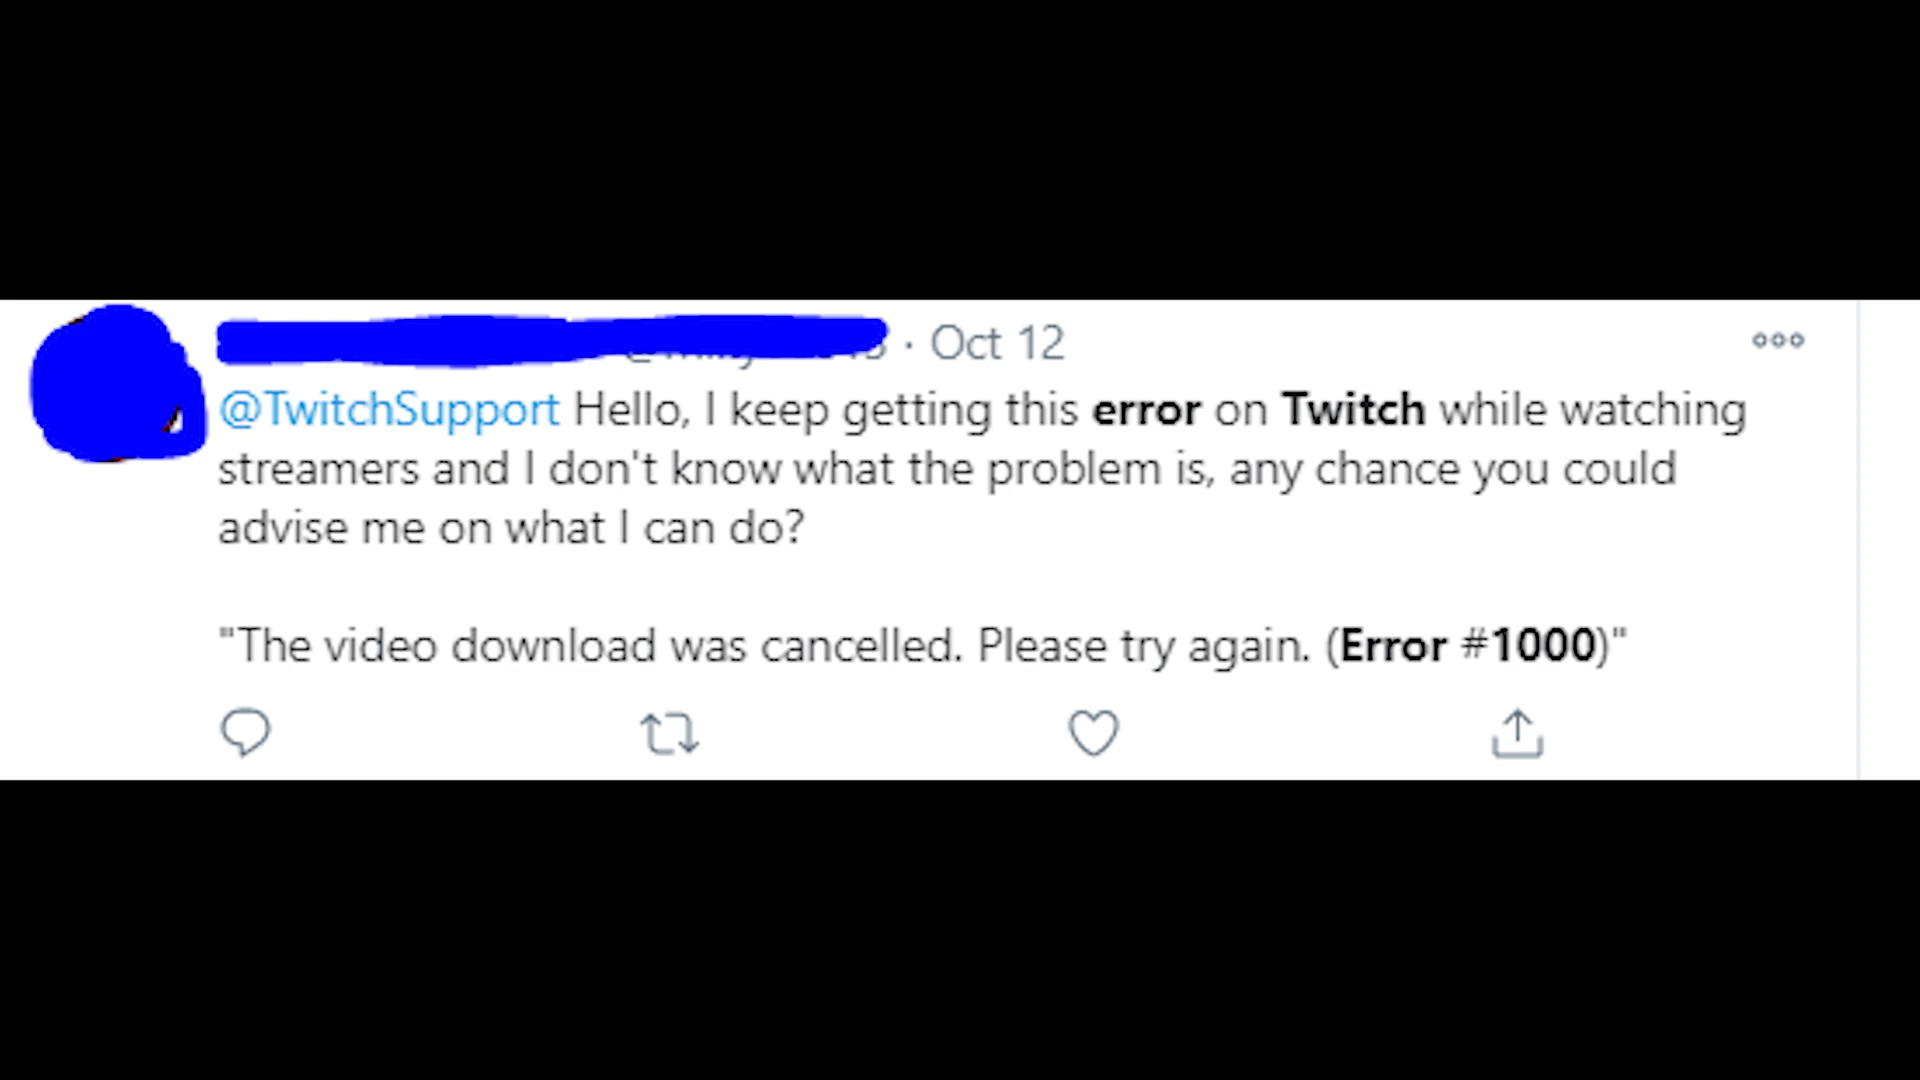 · Oct 12
@TwitchSupport Hello, I keep getting this error on Twitch while watching
streamers and I don't know what the problem is, any chance you could
advise me on what I can do?
"The video download was cancelled. Please try again. (Error #1000)"